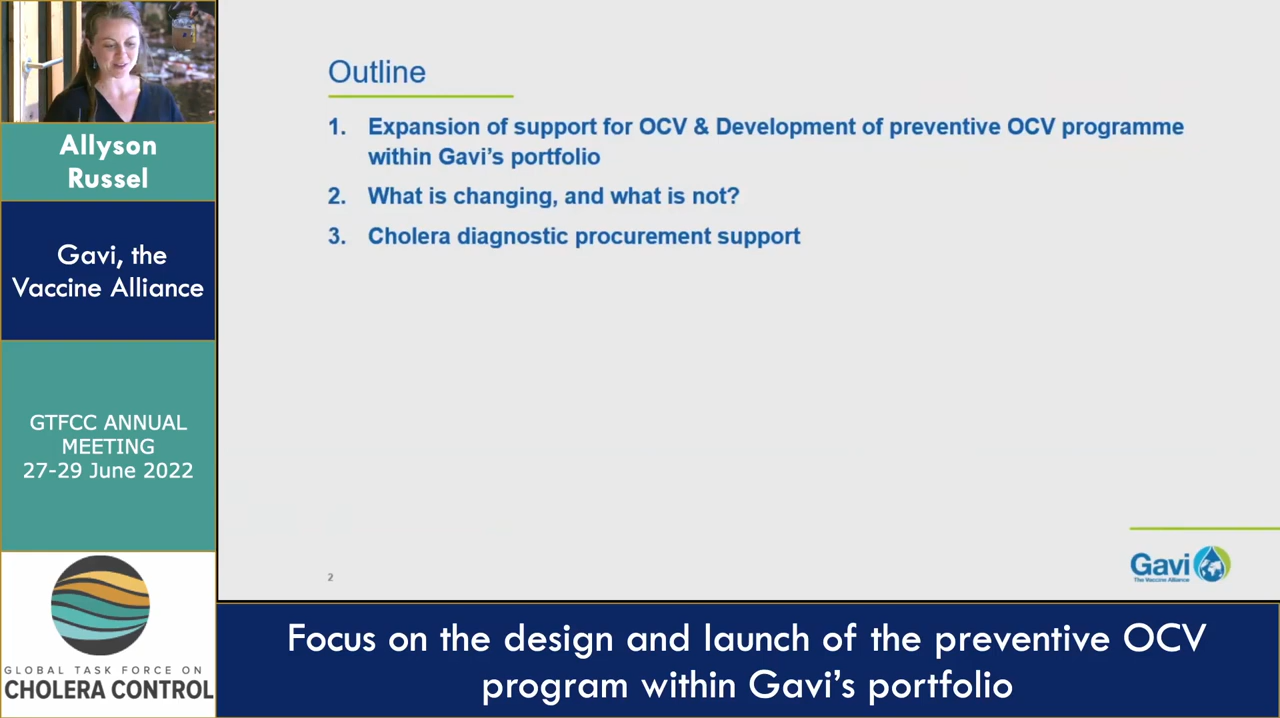 Allyson
Russel
Gavi, the
Vaccine Alliance
GTFCC ANNUAL
MEETING
27-29 June 2022
GLOBAL TASK FORCE ON
CHOLERA CONTROL
Outline
1. Expansion of support for OCV & Development of preventive OCV programme
within Gavi’s portfolio
2. What is changing, and what is not?
3. Cholera diagnostic procurement support
2
Gavi
The Vaccine Alliance
Focus on the design and launch of the preventive OCV
program within Gavi’s portfolio